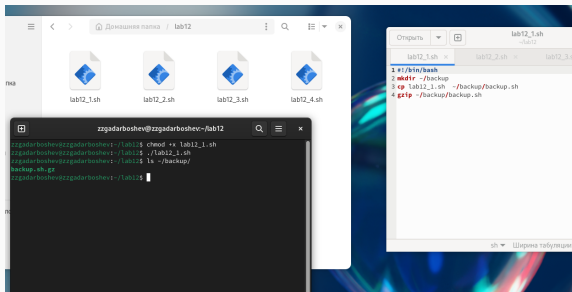 Домашняя папка / lab12
пка
lab12_1.sh
lab12_2.sh
lab12_3.sh
lab12_4.sh
zzgadarboshev@zzgadarboshev:~/lab12
zzgadarboshev@zzgadarboshev:~/lab12$ chmod +x lab12_1.sh
zzgadarboshev@zzgadarboshev:~/lab12$ ./lab12_1.sh
zzgadarboshev@zzgadarboshev:~/lab12$ ls ~/backup/
backup.sh.gz
zzgadarboshev@zzgadarboshev:~/lab12$
Открыть
lab12_1.sh
~/lab12
lab12_1.sh ×
lab12_2.sh ×
lab12_3.s
1 #!/bin/bash
2 mkdir ~/backup
3 cp lab12_1.sh ~/backup/backup.sh
4 gzip ~/backup/backup.sh
sh
Ширина табуляции